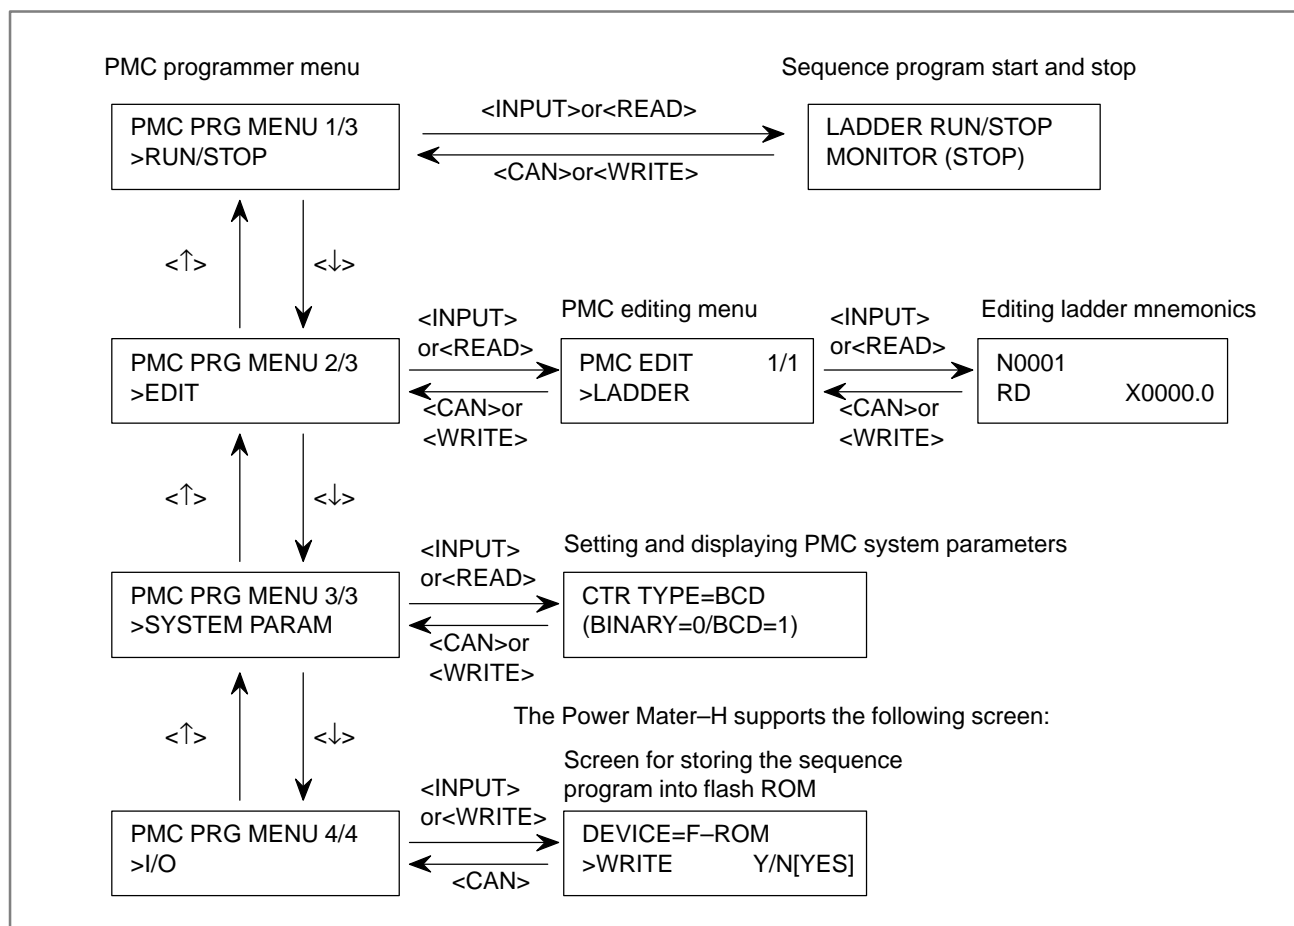 PMC programmer menu
Sequence program start and stop
PMC PRG MENU 1/3
>RUN/STOP
<INPUT>or<READ>
<CAN>or<WRITE>
LADDER RUN/STOP
MONITOR (STOP)
<↑>
<↓>
PMC PRG MENU 2/3
>EDIT
<INPUT>
or<READ>
<CAN>or
<WRITE>
PMC editing menu
PMC EDIT 1/1
>LADDER
<INPUT>
or<READ>
<CAN>or
<WRITE>
Editing ladder mnemonics
N0001
RD X0000.0
<↑>
<↓>
PMC PRG MENU 3/3
>SYSTEM PARAM
<INPUT>
or<READ>
<CAN>or
<WRITE>
Setting and displaying PMC system parameters
CTR TYPE=BCD
(BINARY=0/BCD=1)
<↑>
<↓>
The Power Mater–H supports the following screen:
Screen for storing the sequence
program into flash ROM
PMC PRG MENU 4/4
>I/O
<INPUT>
or<WRITE>
<CAN>
DEVICE=F–ROM
>WRITE Y/N[YES]